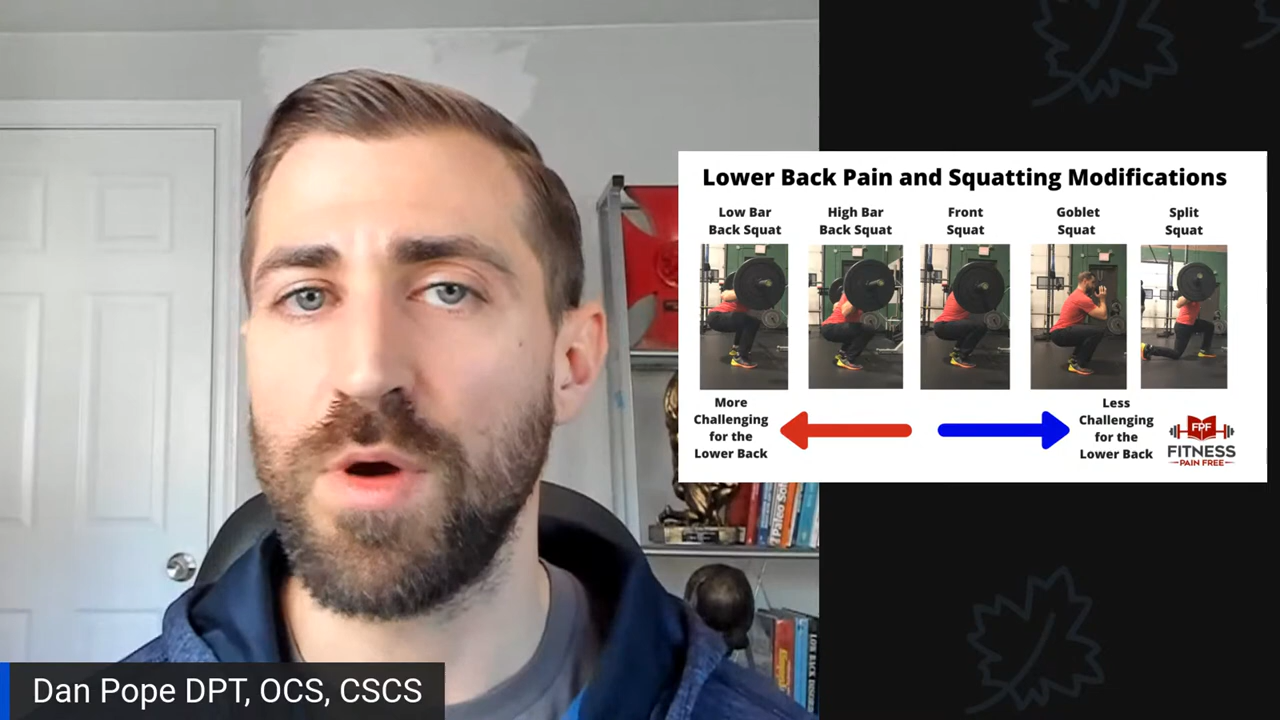 Lower Back Pain and Squatting Modifications
Low Bar
Back Squat
High Bar
Back Squat
Front
Squat
Goblet
Squat
Split
Squat
More
Challenging
for the
Lower Back
Less
Challenging
for the
Lower Back
FPF
FITNESS
PAIN FREE
Dan Pope DPT, OCS, CSCS